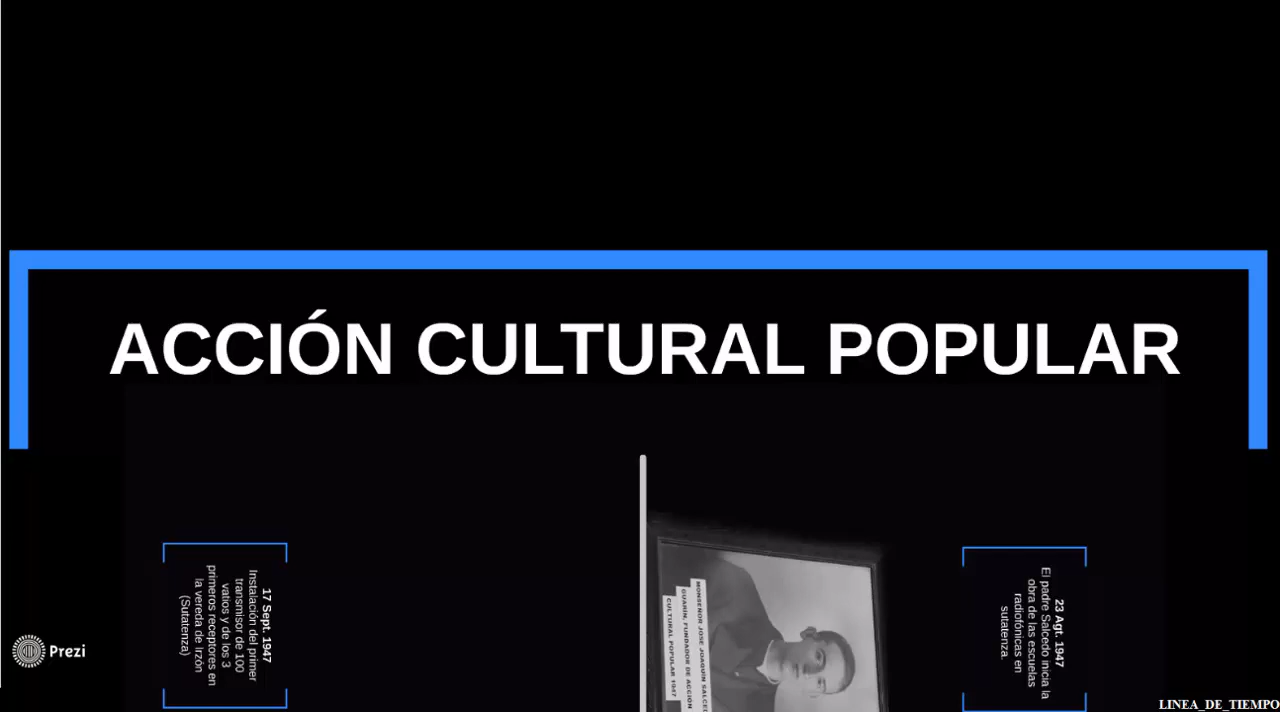 ACCIÓN CULTURAL POPULAR
17 Sept. 1947
Instalación del primer
transmisor de 100
vatios y de los 3
primeros receptores en
la vereda de Irzón
(Sutatenza)
MONSEÑOR JOSÉ JOAQUÍN SALCEDO
GUARÍN, FUNDADOR DE ACCIÓN
CULTURAL POPULAR 1947
23 Agt. 1947
El padre Salcedo inicia la
obra de las escuelas
radiofónicas en
sutatenza.
Prezi
LINEA_DE_TIEMPO